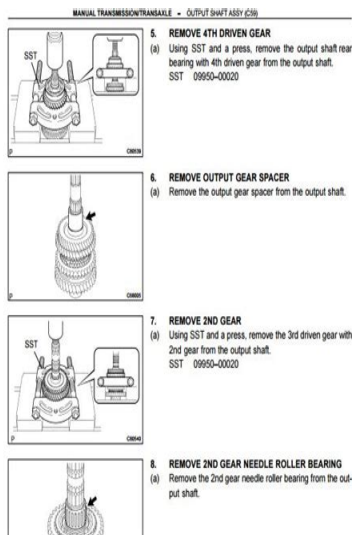 MANUAL TRANSMISSION/TRANSAXLE – OUTPUT SHAFT ASSY (C59)
5. REMOVE 4TH DRIVEN GEAR
(a) Using SST and a press, remove the output shaft rear
bearing with 4th driven gear from the output shaft.
SST 09950–00020
SST
6. REMOVE OUTPUT GEAR SPACER
(a) Remove the output gear spacer from the output shaft.
7. REMOVE 2ND GEAR
(a) Using SST and a press, remove the 3rd driven gear with
2nd gear from the output shaft.
SST 09950–00020
SST
8. REMOVE 2ND GEAR NEEDLE ROLLER BEARING
(a) Remove the 2nd gear needle roller bearing from the out-
put shaft.